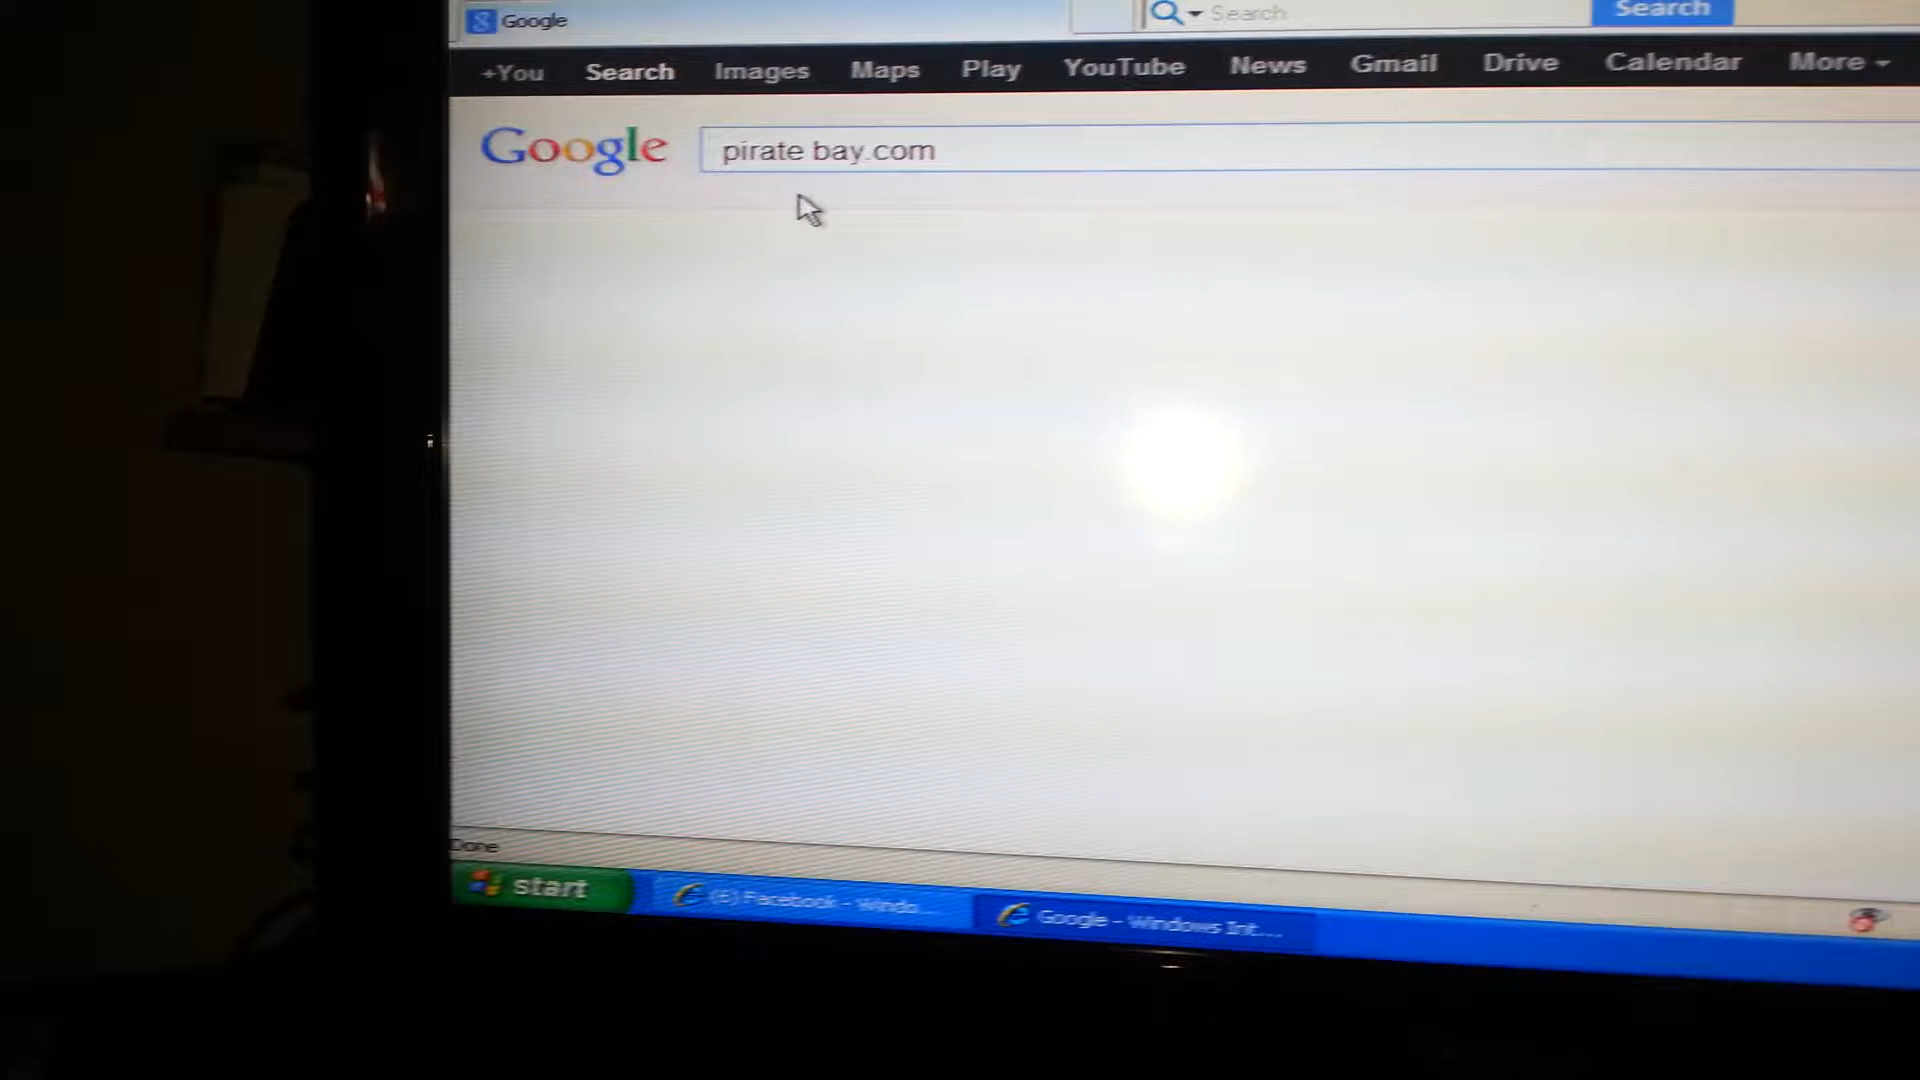 Google Search Search
+You Search Images Maps Play YouTube News Gmail Drive Calendar More
Google pirate bay.com
Done
start (6) Facebook - Windo... Google - Windows Int...